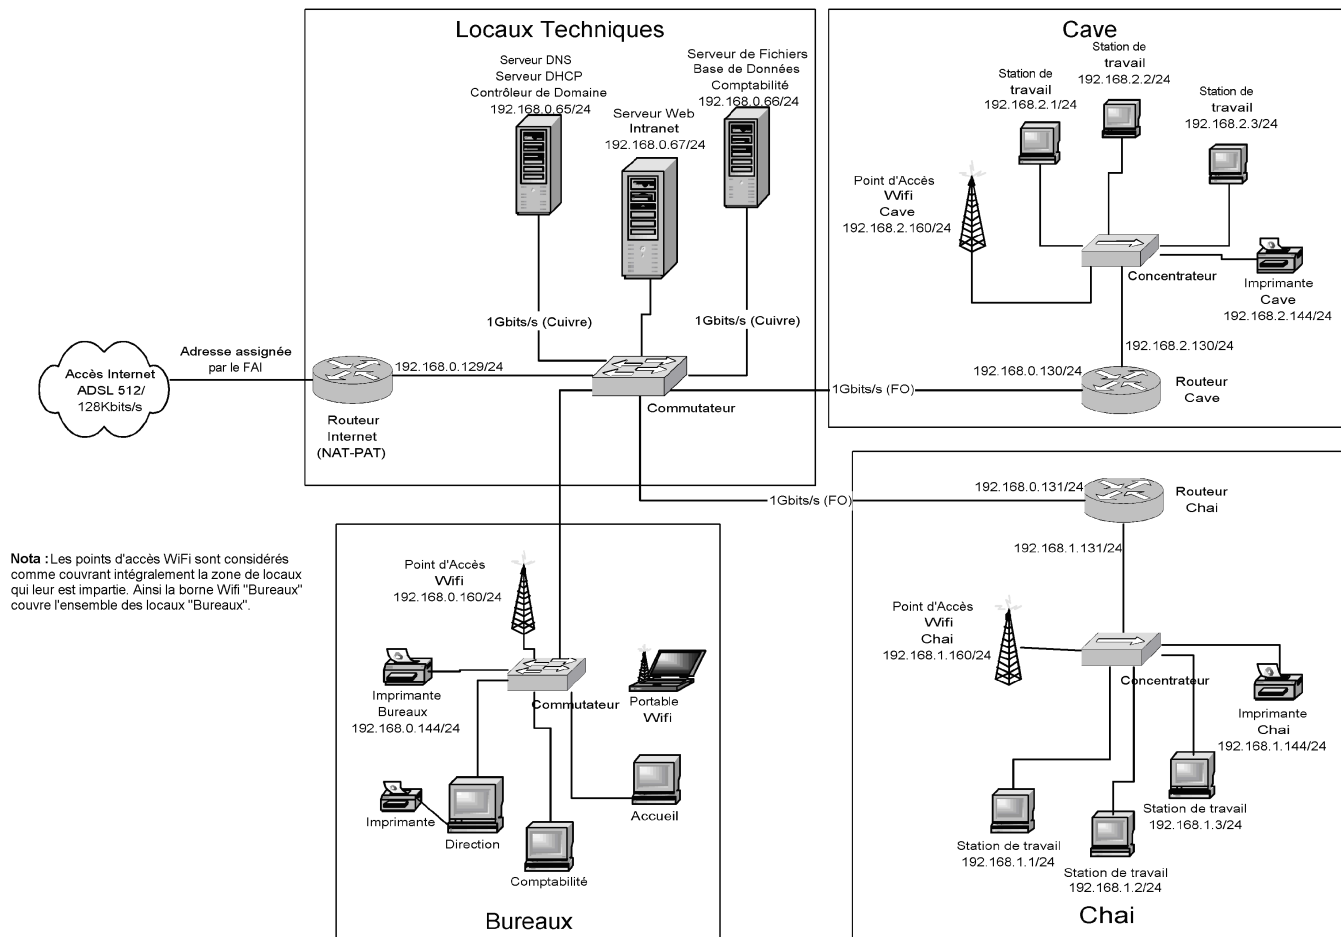 Locaux Techniques
Serveur DNS
Serveur DHCP
Contrôleur de Domaine
192.168.0.65/24
Serveur Web
Intranet
192.168.0.67/24
Serveur de Fichiers
Base de Données
Comptabilité
192.168.0.66/24
1Gbits/s (Cuivre)
1Gbits/s (Cuivre)
Accès Internet
ADSL 512/
128Kbits/s
Adresse assignée
par le FAI
192.168.0.129/24
Routeur
Internet
(NAT-PAT)
Commutateur
Cave
Station de
travail
192.168.2.1/24
Station de
travail
192.168.2.2/24
Station de
travail
192.168.2.3/24
Point d'Accès
Wifi
Cave
192.168.2.160/24
Concentrateur
Imprimante
Cave
192.168.2.144/24
192.168.2.130/24
1Gbits/s (FO)
192.168.0.130/24
Routeur
Cave
1Gbits/s (FO)
192.168.0.131/24
Routeur
Chai
192.168.1.131/24
Point d'Accès
Wifi
Chai
192.168.1.160/24
Concentrateur
Imprimante
Chai
192.168.1.144/24
Station de travail
192.168.1.1/24
Station de travail
192.168.1.2/24
Station de travail
192.168.1.3/24
Chai
Nota : Les points d'accès WiFi sont considérés
comme couvrant intégralement la zone de locaux
qui leur est impartie. Ainsi la borne Wifi "Bureaux"
couvre l'ensemble des locaux "Bureaux".
Point d'Accès
Wifi
192.168.0.160/24
Imprimante
Bureaux
192.168.0.144/24
Commutateur
Portable
Wifi
Imprimante
Direction
Comptabilité
Accueil
Bureaux